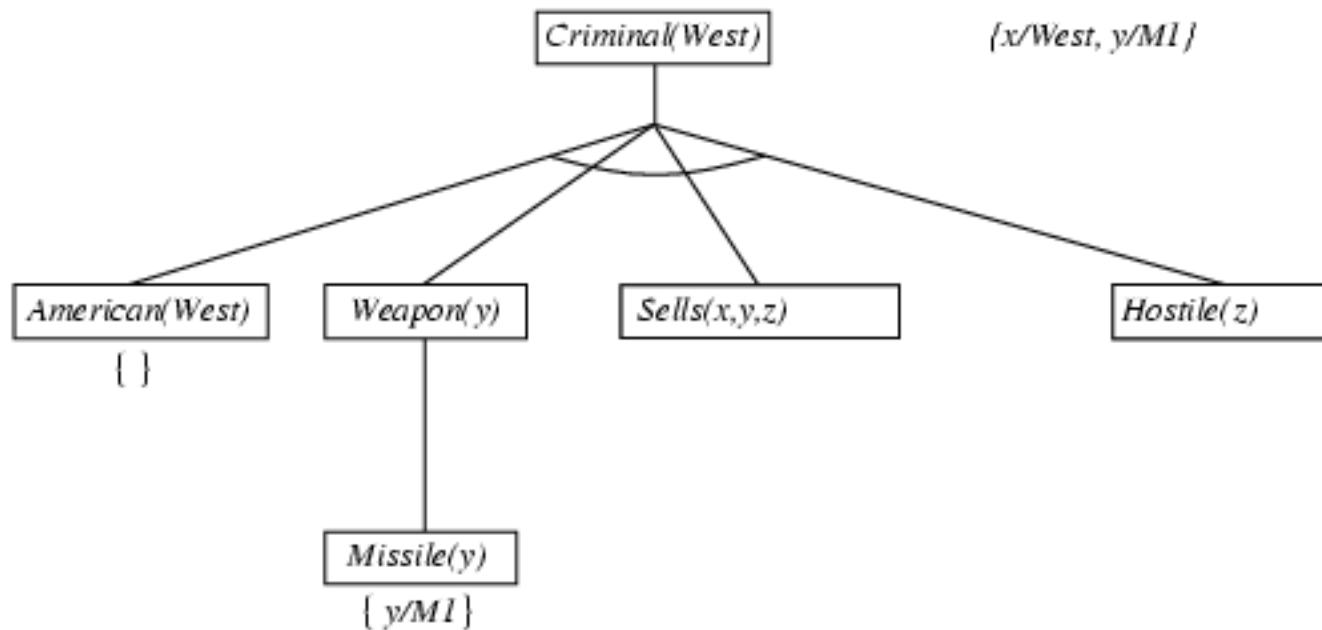 Criminal(West)
{x/West, y/M1}
American(West)
Weapon(y)
Sells(x,y,z)
Hostile(z)
{ }
Missile(y)
{ y/M1 }